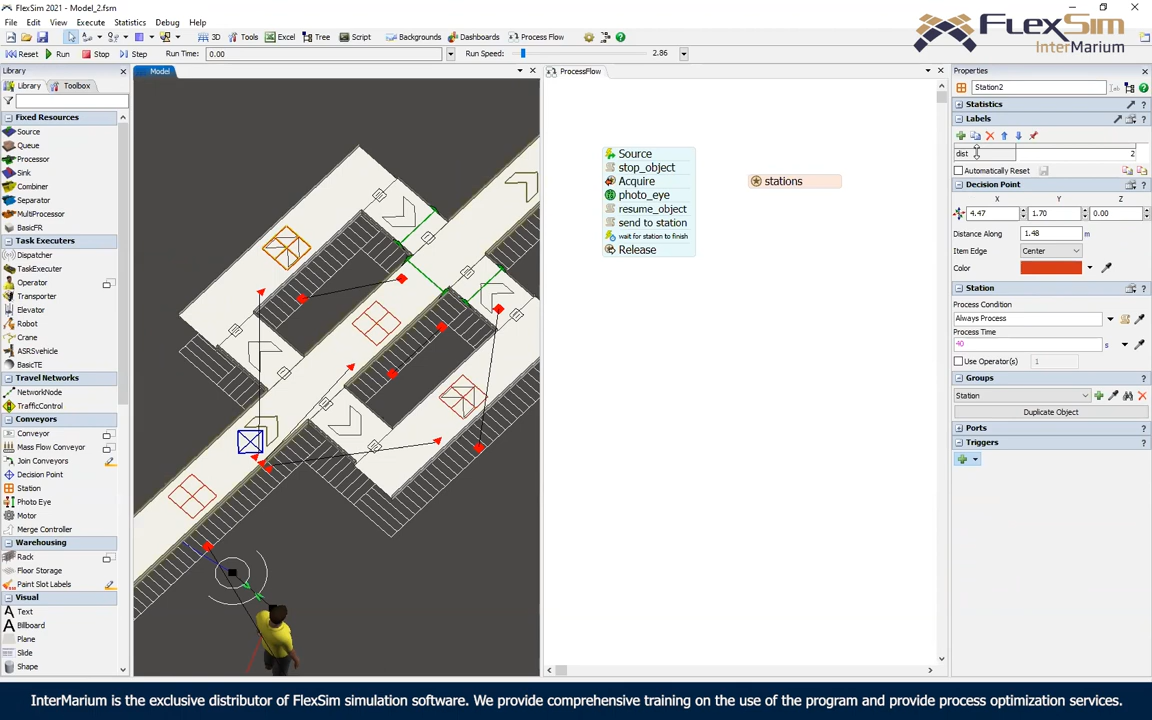 FlexSim 2021 - Model_2.fsm
File Edit View Execute Statistics Debug Help
3D Tools Excel Tree Script Backgrounds Dashboards Process Flow
Reset Run Stop Step Run Time: 0.00 Run Speed: 2.86
FLEXSIM
InterMarium
Library
Library Toolbox
Fixed Resources
Source
Queue
Processor
Sink
Combiner
Separator
MultiProcessor
BasicFR
Task Executers
Dispatcher
TaskExecuter
Operator
Transporter
Elevator
Robot
Crane
ASRSvehicle
BasicTE
Travel Networks
NetworkNode
TrafficControl
Conveyors
Conveyor
Mass Flow Conveyor
Join Conveyors
Decision Point
Station
Photo Eye
Motor
Merge Controller
Warehousing
Rack
Floor Storage
Paint Slot Labels
Visual
Text
Billboard
Plane
Slide
Shape
Model
ProcessFlow
Source
stop_object
Acquire
photo_eye
resume_object
send to station
wait for station to finish
Release
stations
Properties
Station2
Statistics
Labels
dist 2
Automatically Reset
Decision Point
X Y Z
4.47 1.70 0.00
Distance Along 1.48 m
Item Edge Center
Color
Station
Process Condition
Always Process
Process Time
40 s
Use Operator(s) 1
Groups
Station
Duplicate Object
Ports
Triggers
InterMarium is the exclusive distributor of FlexSim simulation software. We provide comprehensive training on the use of the program and provide process optimization services.